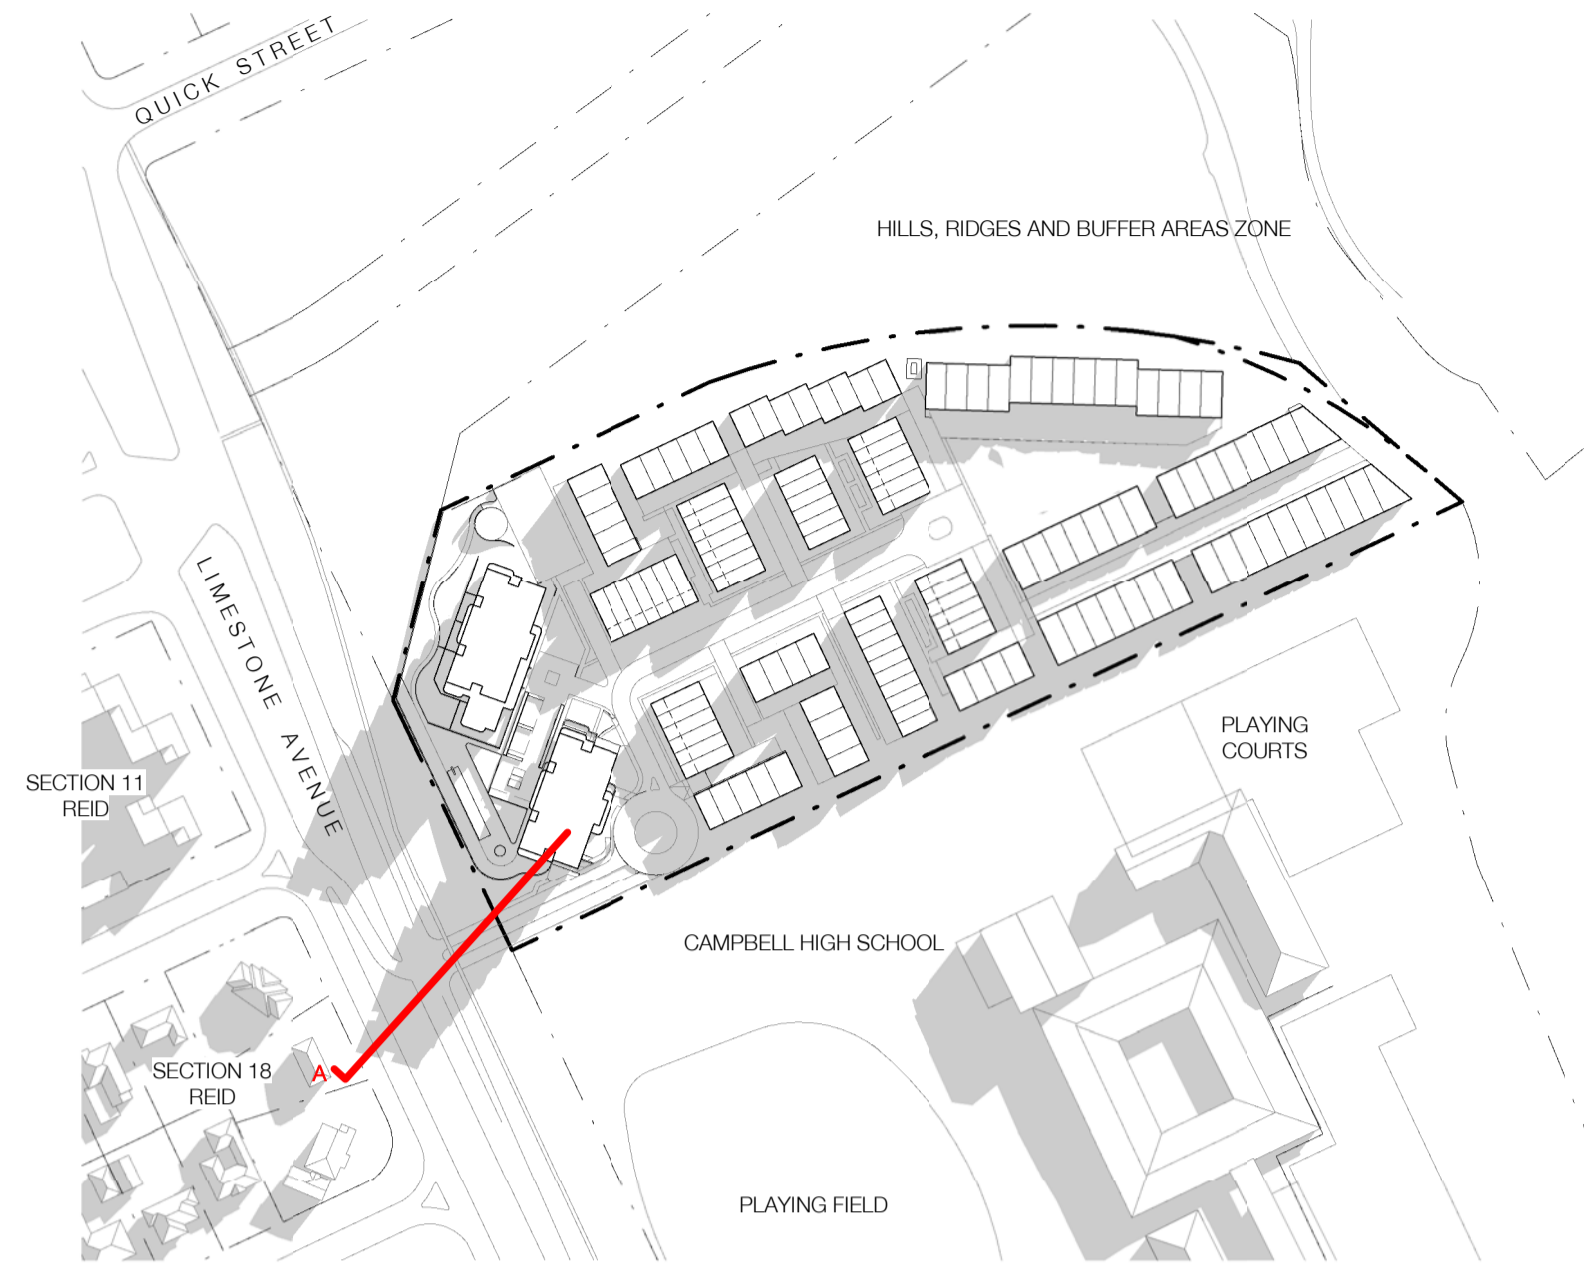 QUICK STREET
HILLS, RIDGES AND BUFFER AREAS ZONE
LIMESTONE AVENUE
PLAYING
COURTS
SECTION 11
REID
CAMPBELL HIGH SCHOOL
SECTION 18
REID
A
PLAYING FIELD